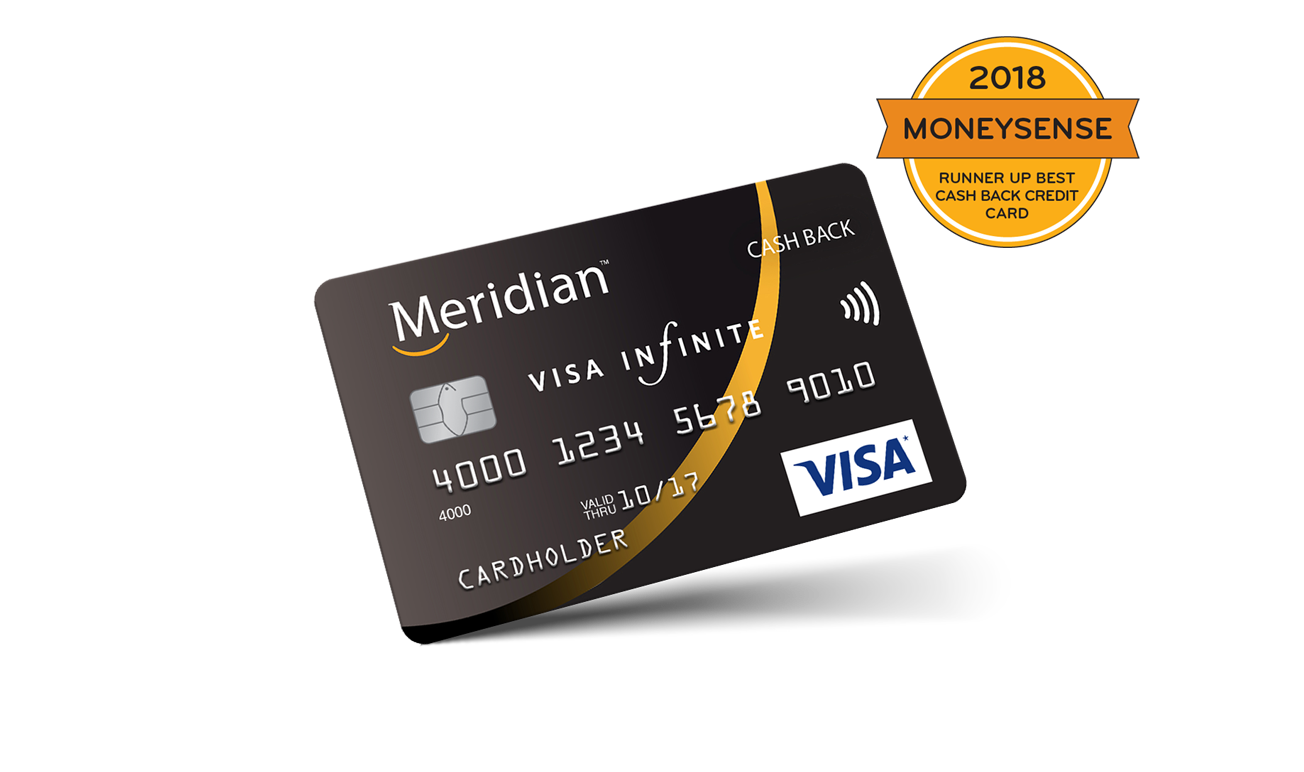 2018
MONEYSENSE
RUNNER UP BEST
CASH BACK CREDIT
CARD
CASH BACK
Meridian™
VISA INFINITE
4000 1234 5678 9010
4000
VALID
THRU 10/17
CARDHOLDER
VISA*